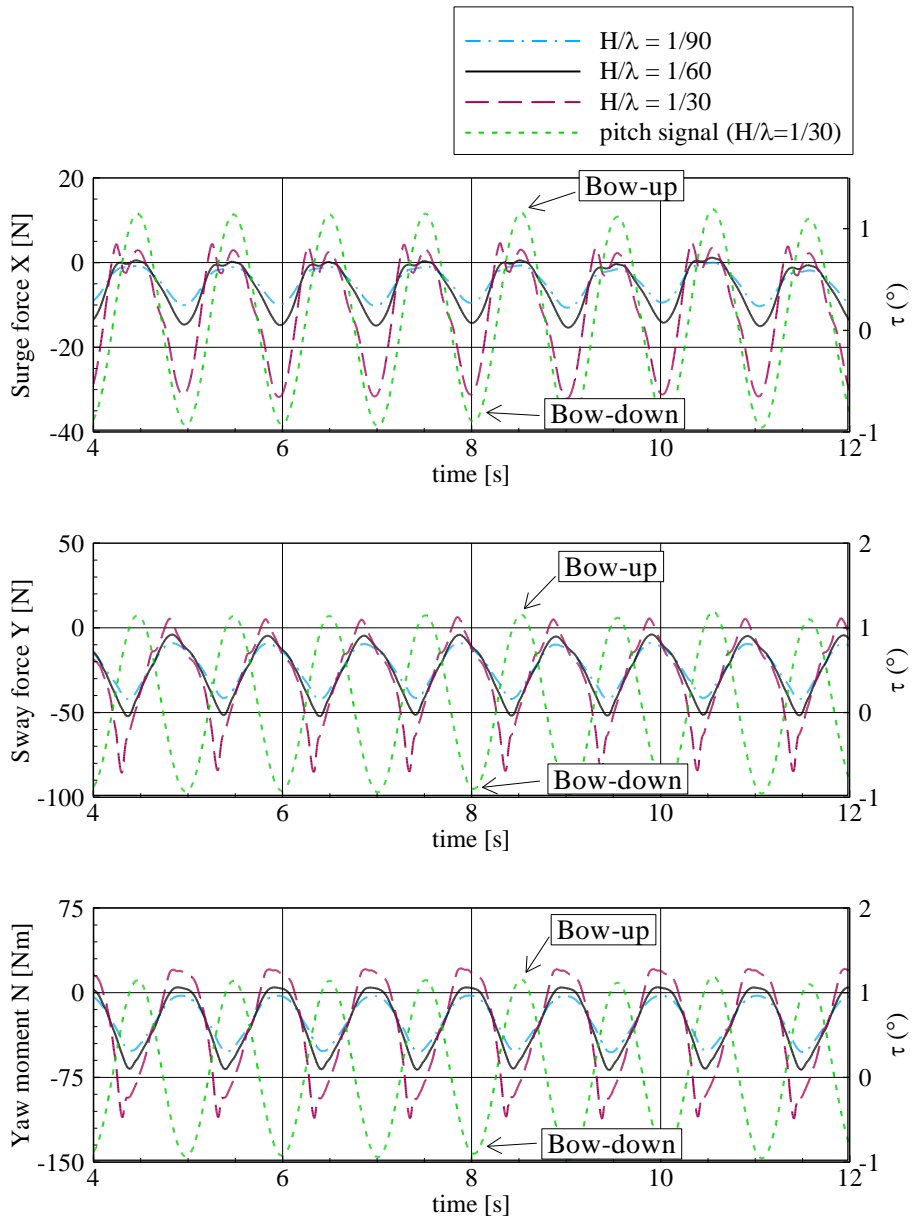 H/λ = 1/90
H/λ = 1/60
H/λ = 1/30
pitch signal (H/λ=1/30)
Surge force X [N]
20
0
-20
-40
Bow-up
Bow-down
1
0
-1
τ (°)
4
6
8
10
12
time [s]
Sway force Y [N]
50
0
-50
-100
Bow-up
Bow-down
2
1
0
-1
τ (°)
4
6
8
10
12
time [s]
Yaw moment N [Nm]
75
0
-75
-150
Bow-up
Bow-down
2
1
0
-1
τ (°)
4
6
8
10
12
time [s]